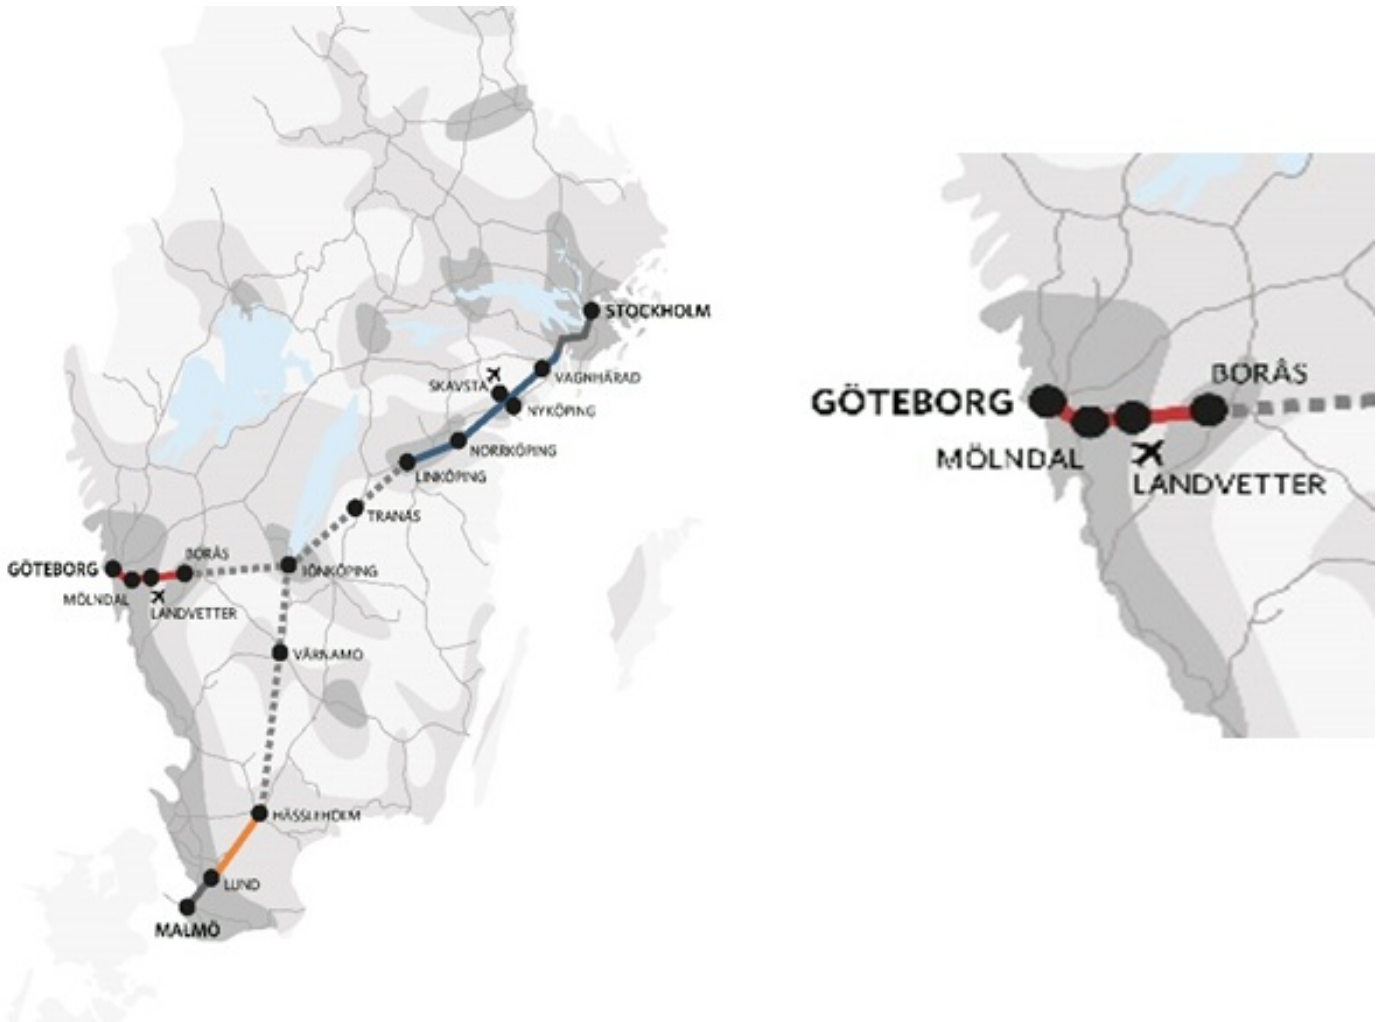 STOCKHOLM
VAGNHÄRAD
SKAVSTA
NYKÖPING
NORRKÖPING
LINKÖPING
TRANÅS
BORÅS
GÖTEBORG
JÖNKÖPING
MÖLNDAL
LANDVETTER
VÄRNAMO
HÄSSLEHOLM
LUND
MALMÖ
BORÅS
GÖTEBORG
MÖLNDAL
LANDVETTER